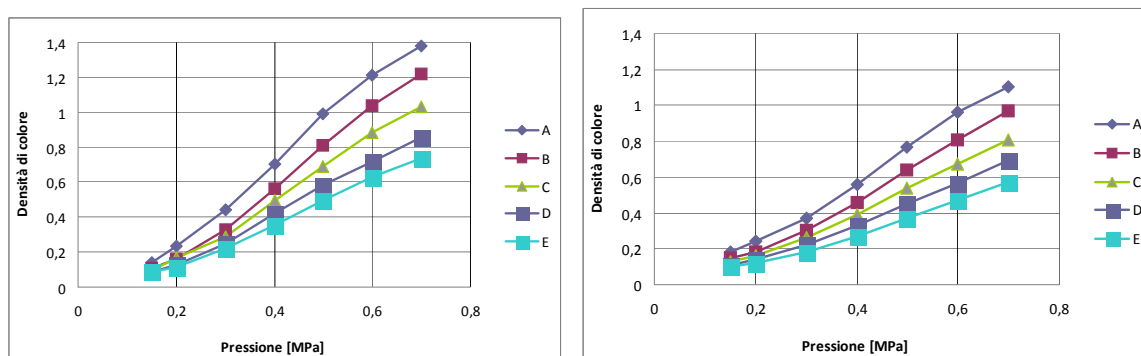 1,4
1,2
1
0,8
0,6
0,4
0,2
0
0 0,2 0,4 0,6 0,8
Densità di colore
Pressione [MPa]
A
B
C
D
E
1,4
1,2
1
0,8
0,6
0,4
0,2
0
0 0,2 0,4 0,6 0,8
Densità di colore
Pressione [MPa]
A
B
C
D
E